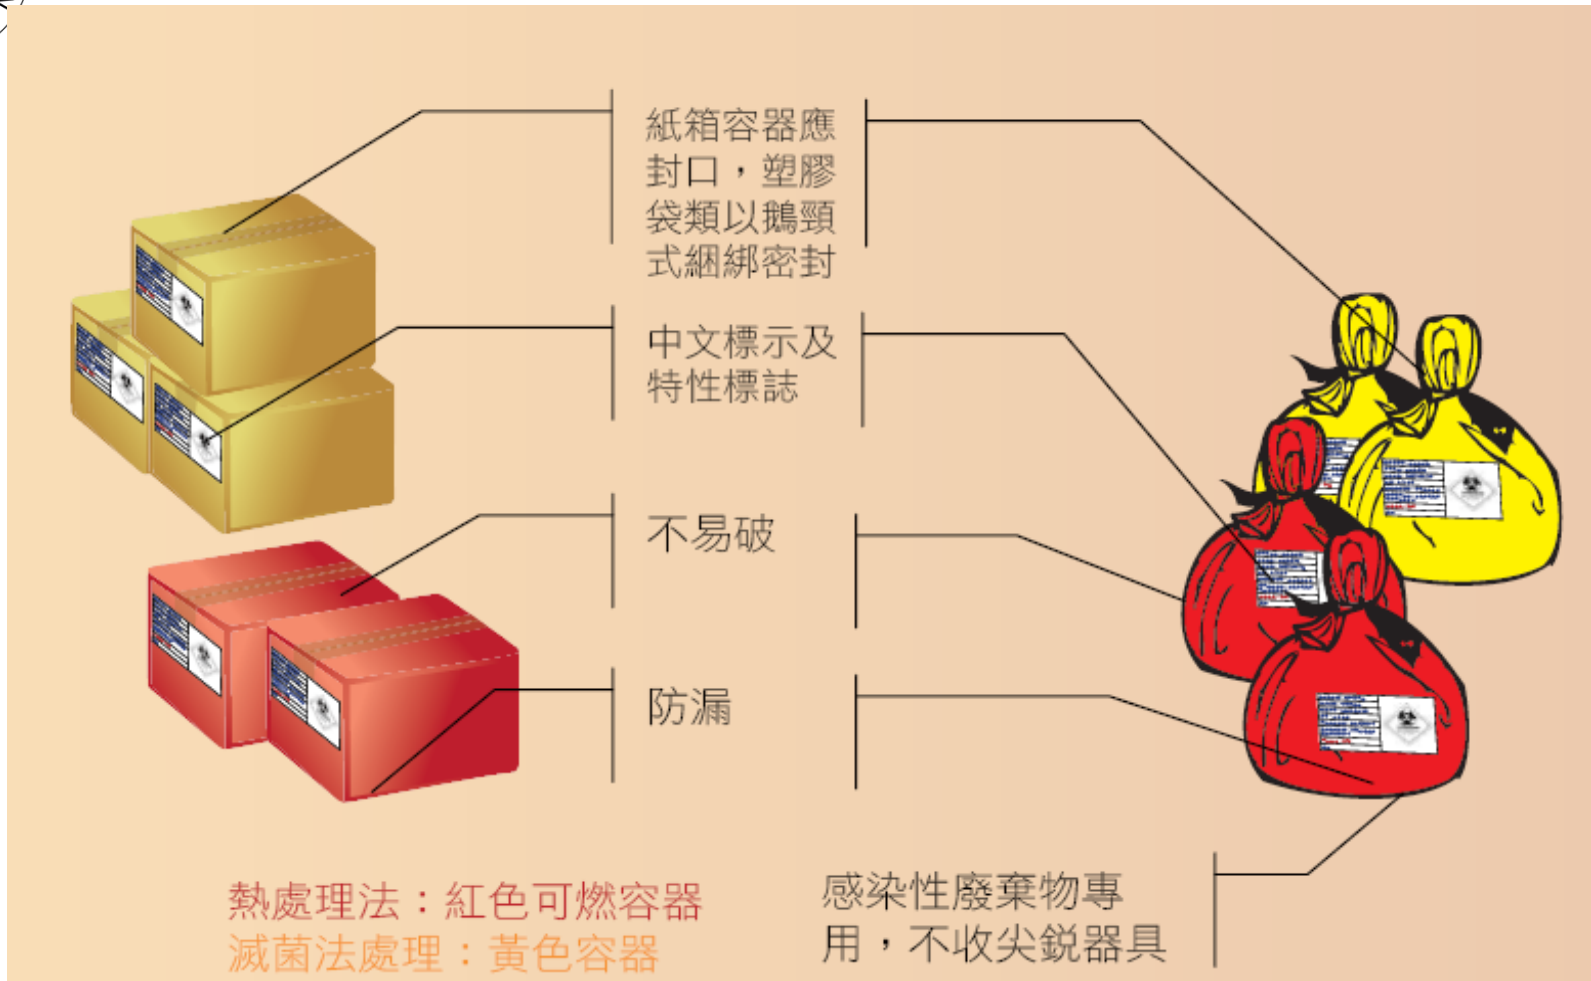 紙箱容器應
封口，塑膠
袋類以鵝頸
式綑綁密封
中文標示及
特性標誌
不易破
防漏
熱處理法：紅色可燃容器
滅菌法處理：黃色容器
感染性廢棄物專
用，不收尖銳器具